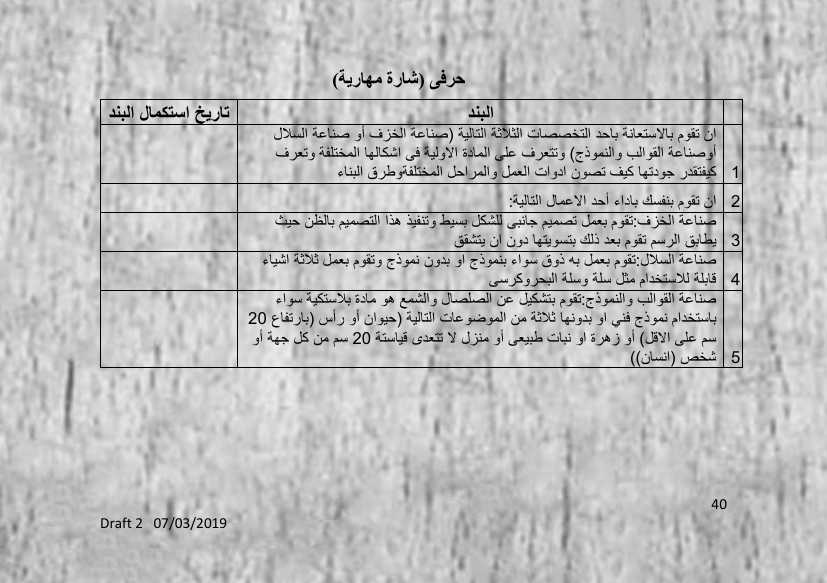 حرفى (شارة مهارية)
البند	تاريخ استكمال البند
ان تقوم بالاستعانة باحد التخصصات الثلاثة التالية (صناعة الخزف أو صناعة السلال
أوصناعة القوالب والنموذج) وتتعرف على المادة الاولية فى اشكالها المختلفة وتعرف
1 كيفتقدر جودتها كيف تصون ادوات العمل والمراحل المختلفةوطرق البناء
2 ان تقوم بنفسك باداء أحد الاعمال التالية:
صناعة الخزف:تقوم بعمل تصميم جانبى للشكل بسيط وتنفيذ هذا التصميم بالظن حيث
3 يطابق الرسم تقوم بعد ذلك بتسويتها دون ان يتشقق
صناعة السلال:تقوم بعمل به ذوق سواء بنموذج او بدون نموذج وتقوم بعمل ثلاثة اشياء
4 قابلة للاستخدام مثل سلة وسلة البحروكرسى
صناعة القوالب والنموذج:تقوم بتشكيل عن الصلصال والشمع هو مادة بلاستكية سواء
باستخدام نموذج فني او بدونها ثلاثة من الموضوعات التالية (حيوان أو رأس (بارتفاع 20
سم على الاقل) أو زهرة او نبات طبيعى أو منزل لا تتعدى قياستة 20 سم من كل جهة أو
5 شخص (انسان))
40
Draft 2 07/03/2019